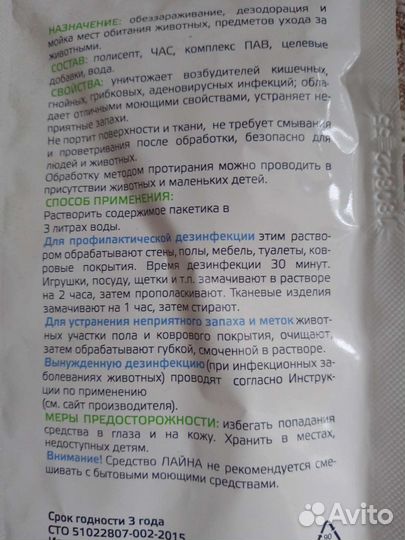 НАЗНАЧЕНИЕ: обеззараживание, дезодорация и
мойка мест обитания животных, предметов ухода за
животными.
СОСТАВ: полисепт, ЧАС, комплекс ПАВ, целевые
добавки, вода.
СВОЙСТВА: уничтожает возбудителей кишечных,
гнойных, грибковых, аденовирусных инфекций; обла-
дает отличными моющими свойствами, устраняет не-
приятные запахи.
Не портит поверхности и ткани, не требует смывания
и проветривания после обработки, безопасно для
людей и животных.
Обработку методом протирания можно проводить в
присутствии животных и маленьких детей.
СПОСОБ ПРИМЕНЕНИЯ:
Растворить содержимое пакетика в
3 литрах воды.
Для профилактической дезинфекции этим раство-
ром обрабатывают стены, полы, мебель, туалеты, ков-
ровые покрытия. Время дезинфекции 30 минут.
Игрушки, посуду, щетки и т.п. замачивают в растворе
на 2 часа, затем прополаскивают. Тканевые изделия
замачивают на 1 час, затем стирают.
Для устранения неприятного запаха и меток живот-
ных участки пола и коврового покрытия, очищают,
затем обрабатывают губкой, смоченной в растворе.
Вынужденную дезинфекцию (при инфекционных за-
болеваниях животных) проводят согласно Инструк-
ции по применению
(см. сайт производителя).
МЕРЫ ПРЕДОСТОРОЖНОСТИ: избегать попадания
средства в глаза и на кожу. Хранить в местах,
недоступных детям.
Внимание! Средство ЛАЙНА не рекомендуется сме-
шивать с бытовыми моющими средствами.
Срок годности 3 года
СТО 51022807-002-2015
90
Avito